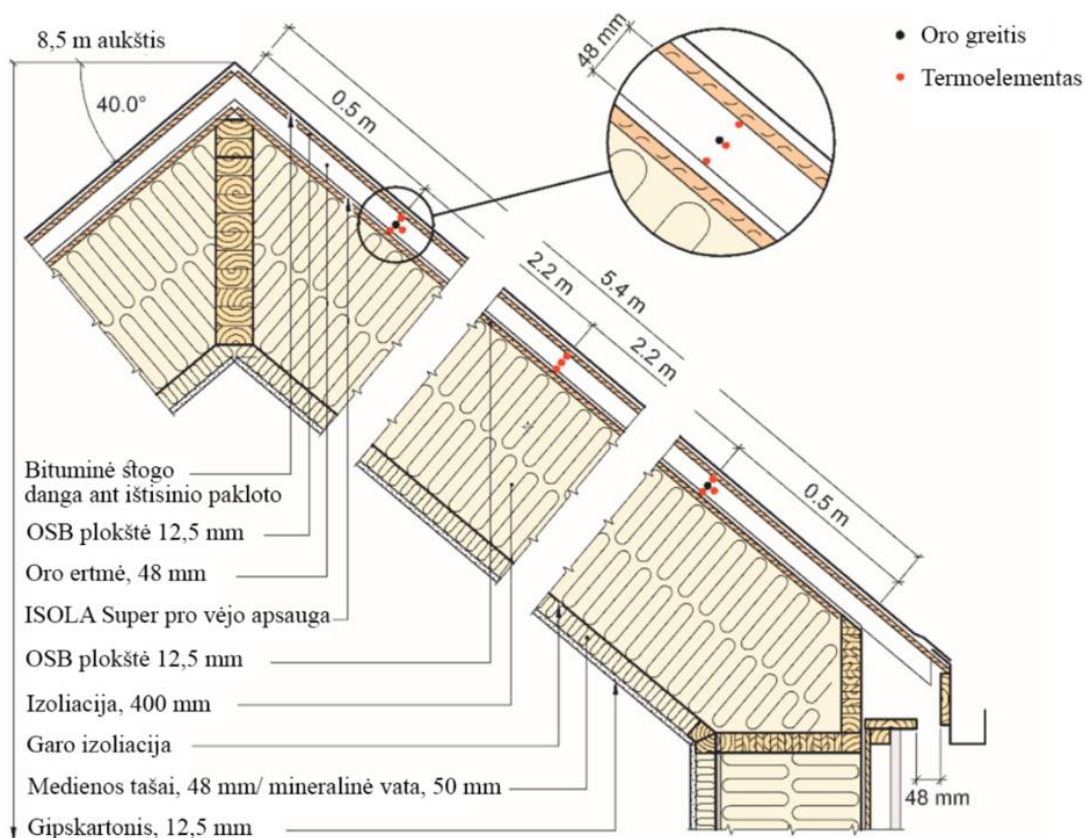 8,5 m aukštis
40.0°
0.5 m
48 mm
Oro greitis
Termoelementas
2.2 m
5.4 m
2.2 m
0.5 m
Bituminė stogo
danga ant ištisinio pakloto
OSB plokštė 12,5 mm
Oro ertmė, 48 mm
ISOLA Super pro vėjo apsauga
OSB plokštė 12,5 mm
Izoliacija, 400 mm
Garo izoliacija
Medienos tašai, 48 mm/ mineralinė vata, 50 mm
Gipskartonis, 12,5 mm
48 mm